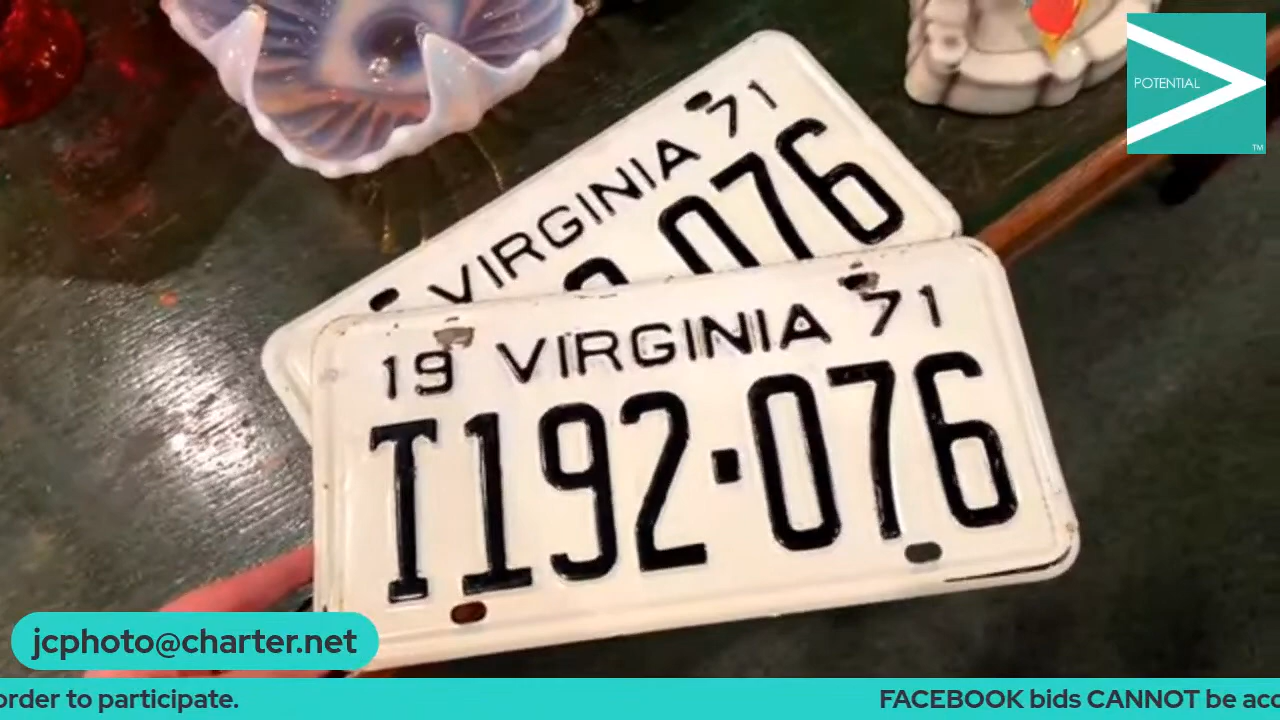 POTENTIAL
TM
VIRGINIA 71
076
19 VIRGINIA 71
T192·076
jcphoto@charter.net
order to participate.
FACEBOOK bids CANNOT be acc